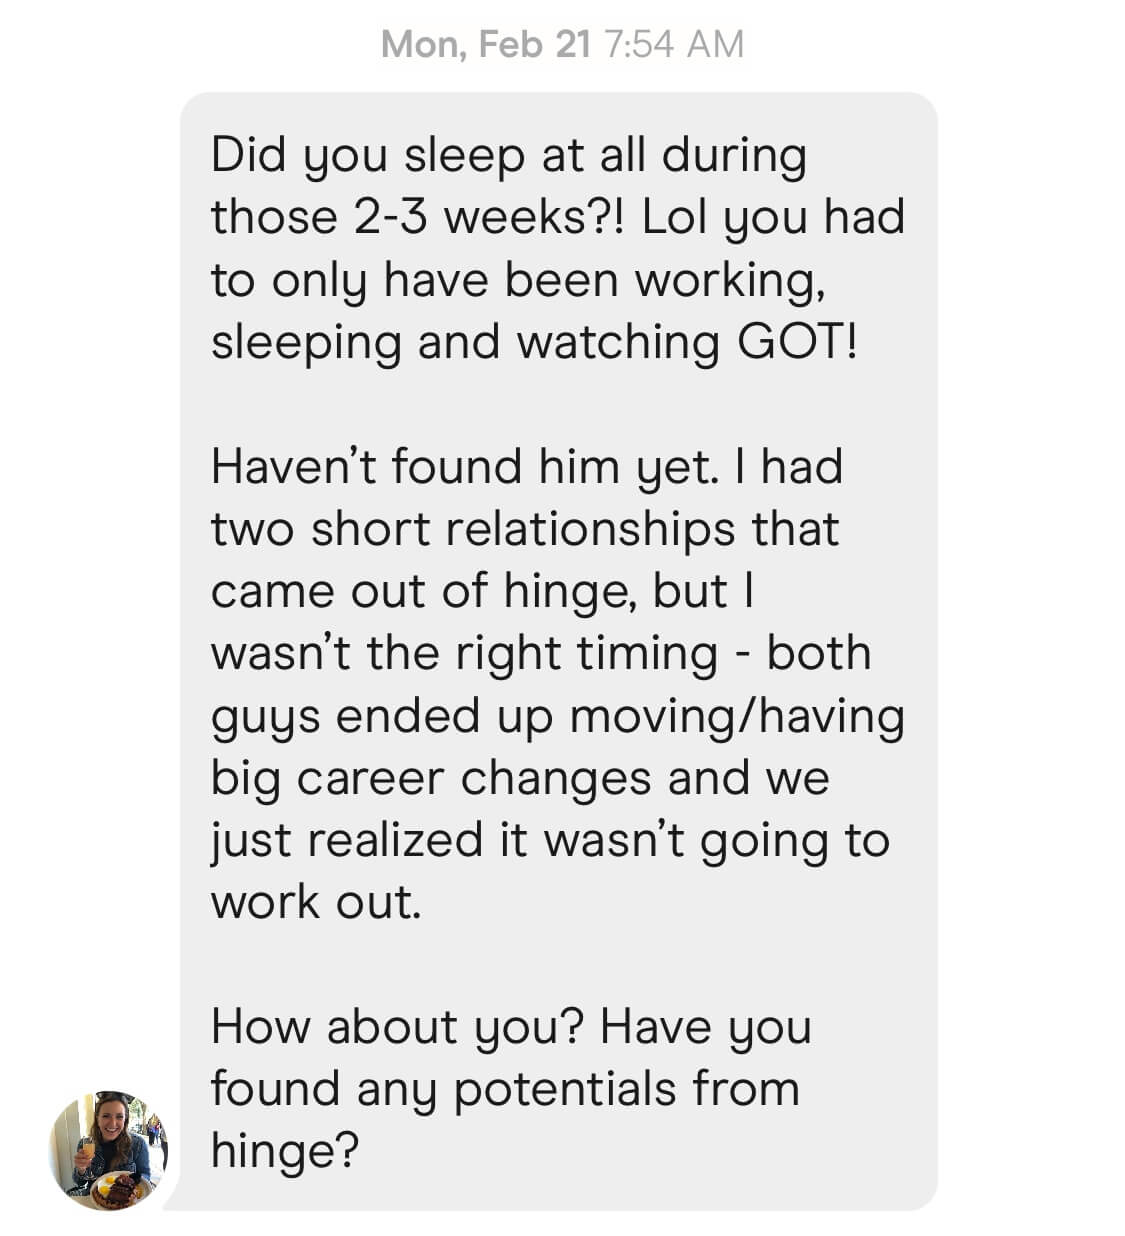 Mon, Feb 21 7:54 AM
Did you sleep at all during
those 2-3 weeks?! Lol you had
to only have been working,
sleeping and watching GOT!
Haven't found him yet. I had
two short relationships that
came out of hinge, but I
wasn't the right timing - both
guys ended up moving/having
big career changes and we
just realized it wasn't going to
work out.
How about you? Have you
found any potentials from
hinge?